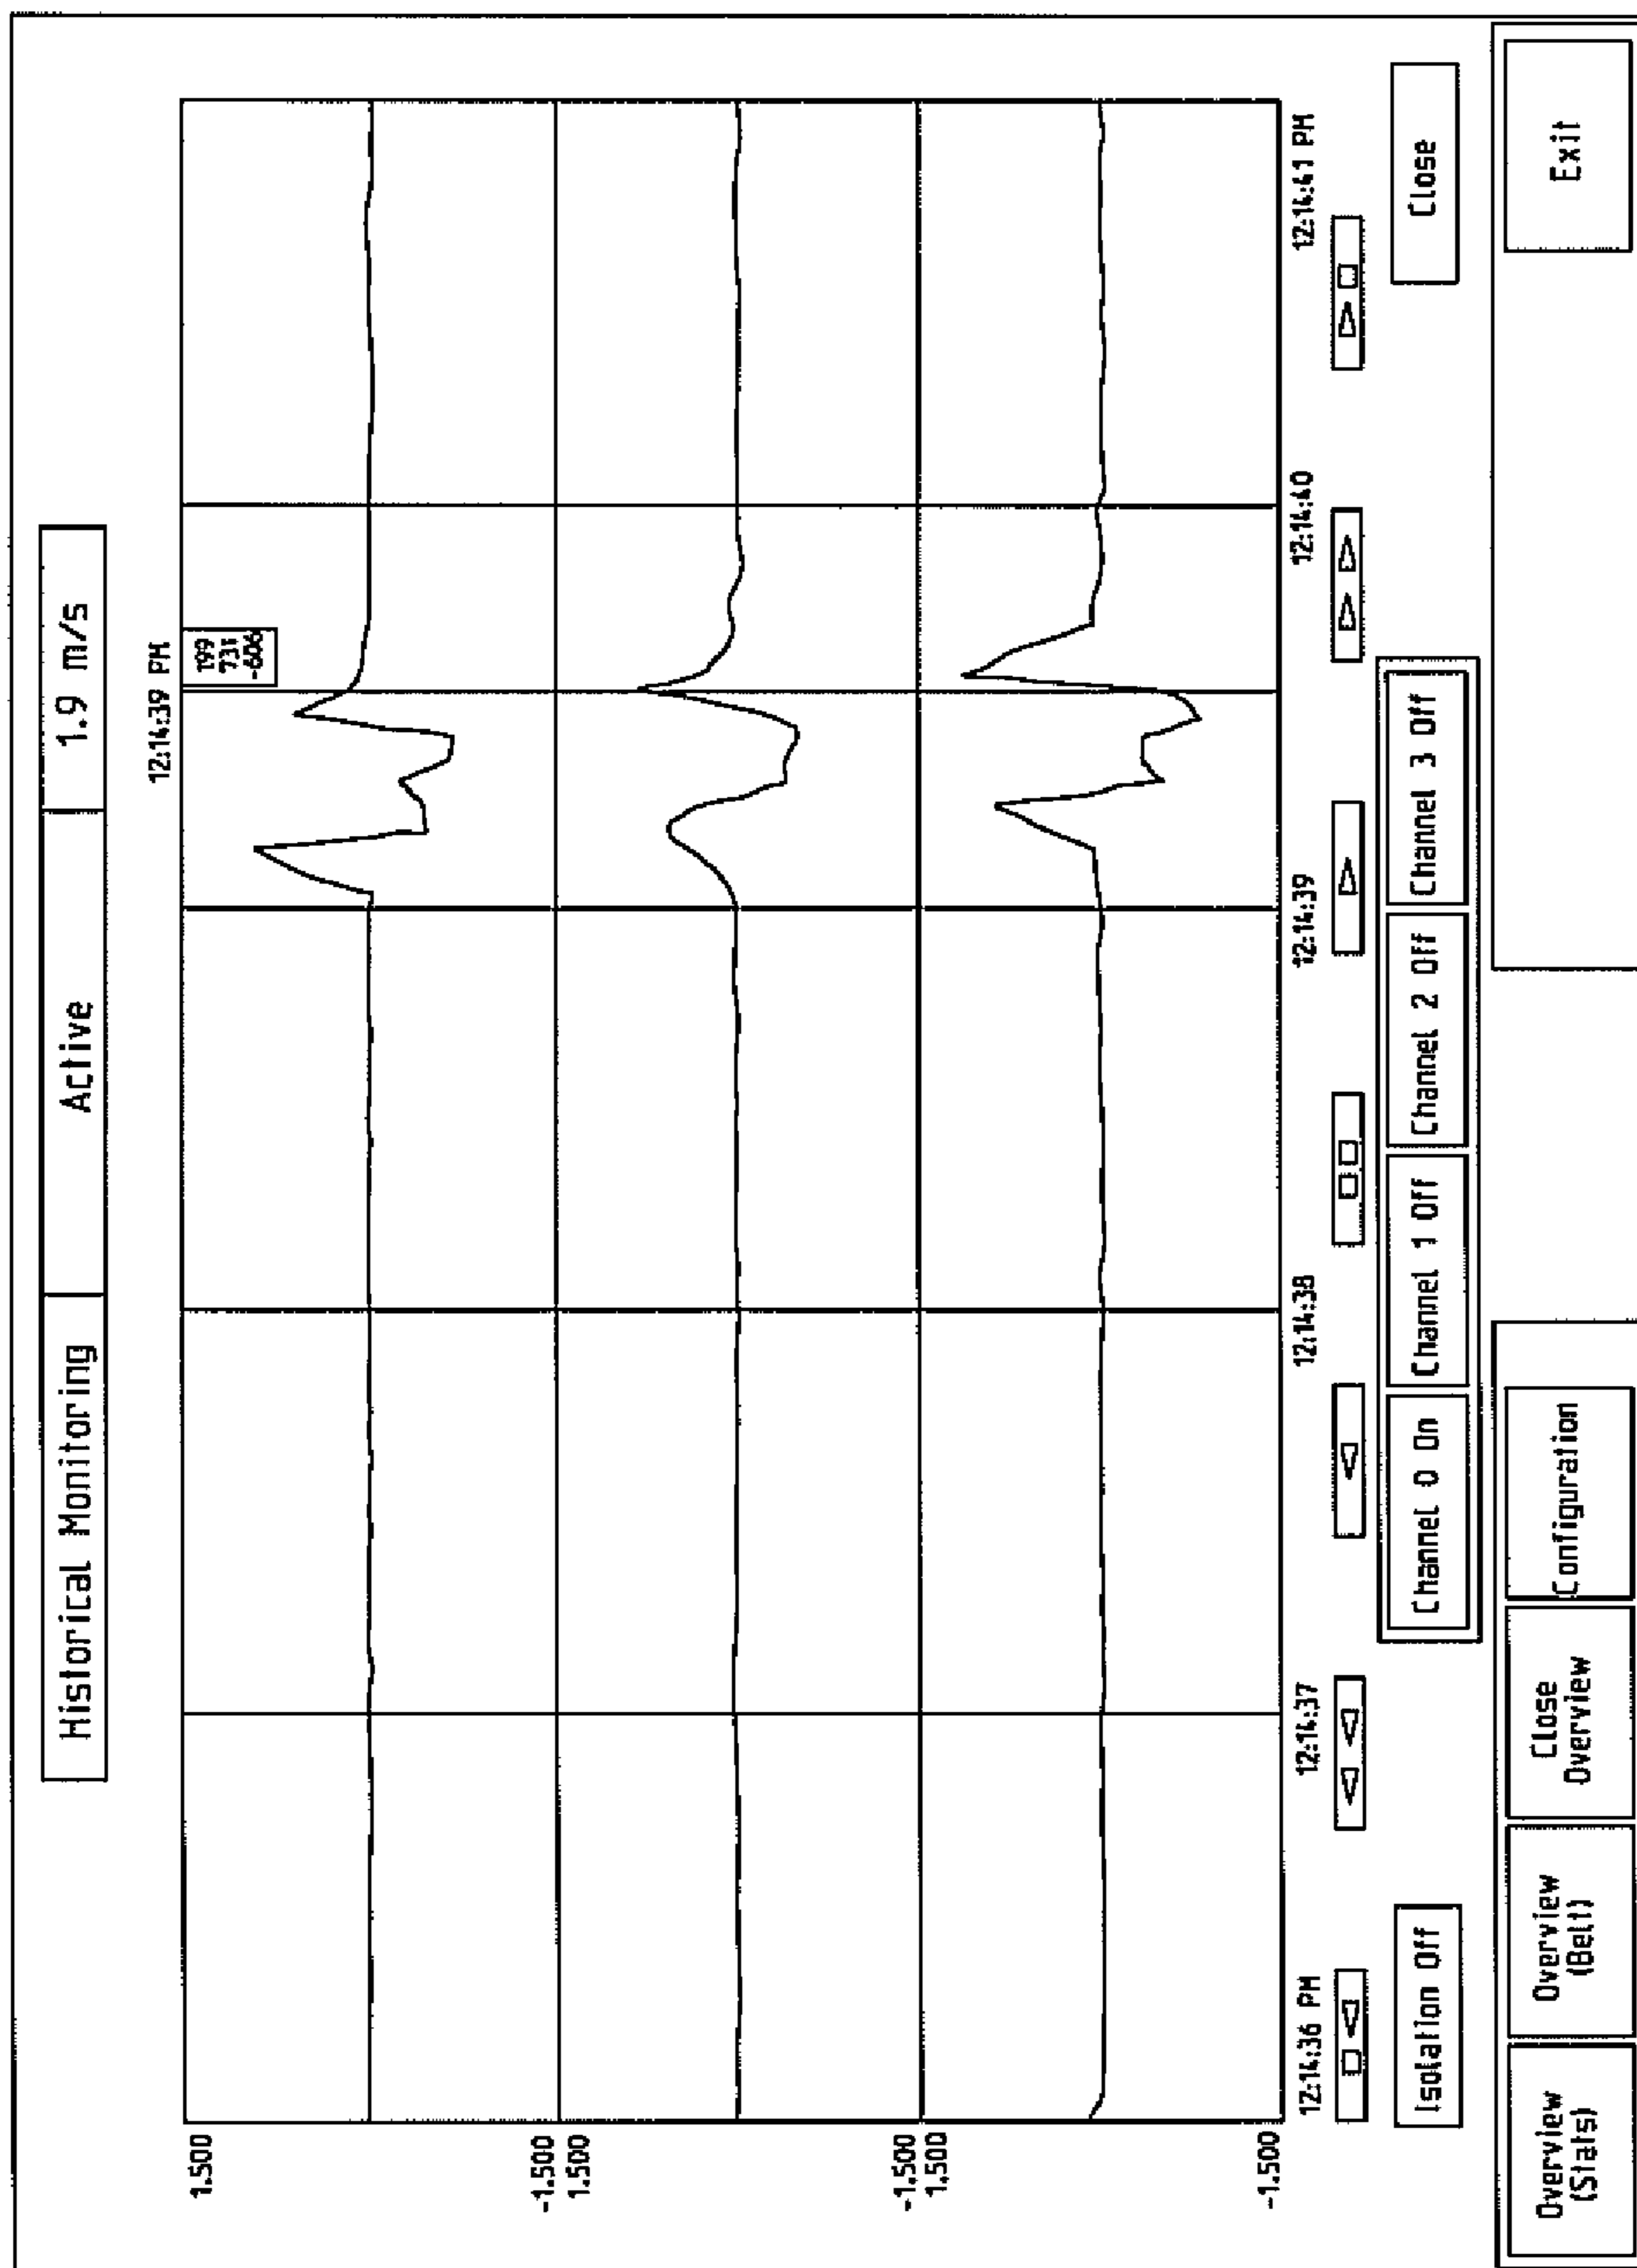 Historical Monitoring
Active
1.9 m/s
12:14:39 PM
199
731
-606
1.500
-1.500
1.500
-1.500
1.500
-1.500
12:14:36 PM
12:14:37
12:14:38
12:14:39
12:14:40
12:14:41 PM
Isolation Off
Channel 0 On
Channel 1 Off
Channel 2 Off
Channel 3 Off
Close
Overview
(Stats)
Overview
(Belt)
Close
Overview
Configuration
Exit